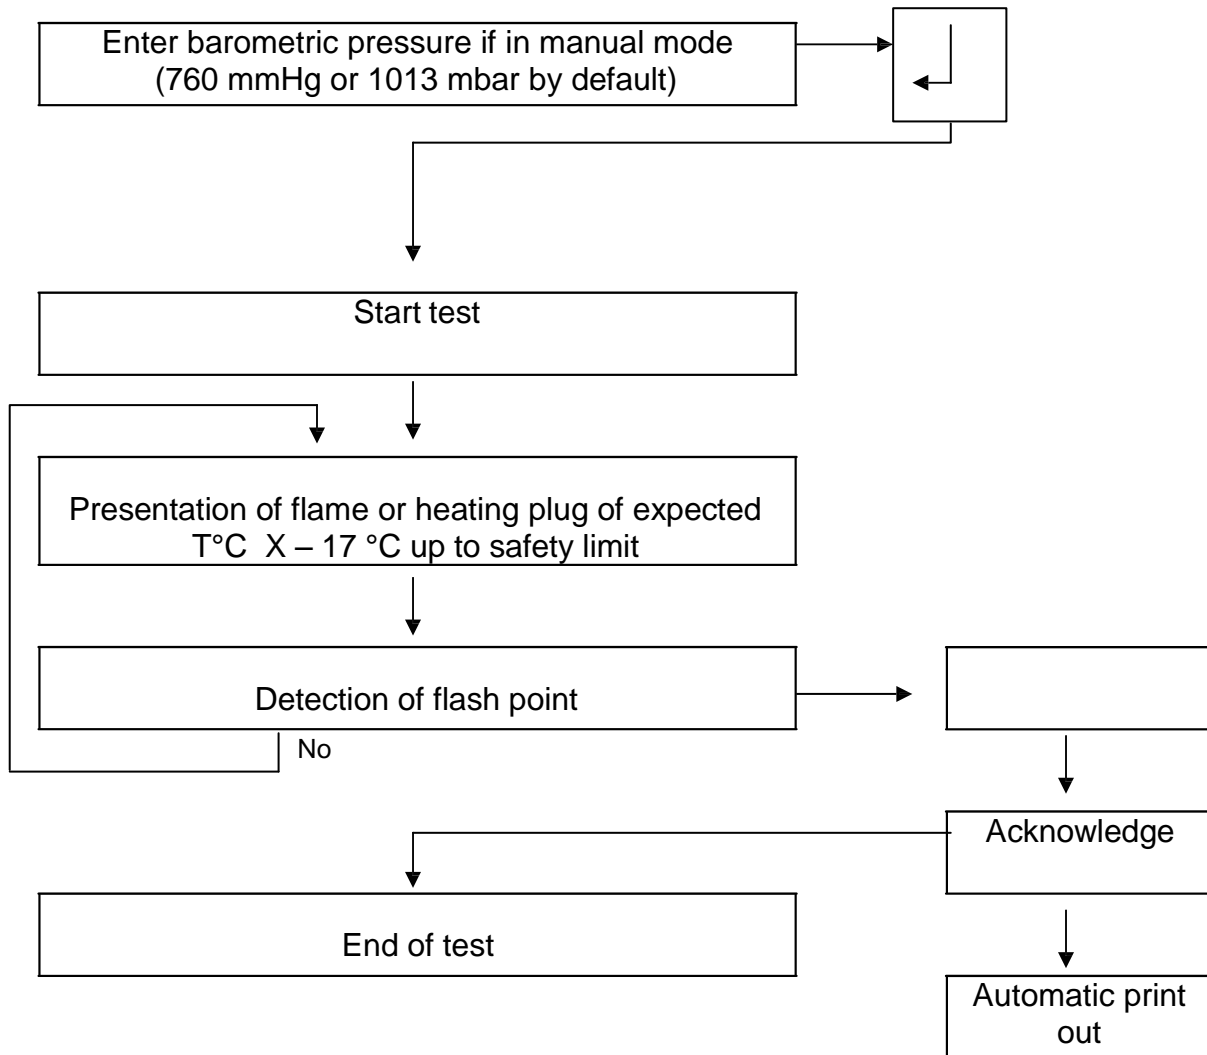 Enter barometric pressure if in manual mode
(760 mmHg or 1013 mbar by default)
Start test
Presentation of flame or heating plug of expected
T°C X – 17 °C up to safety limit
Detection of flash point
No
Acknowledge
End of test
Automatic print
out